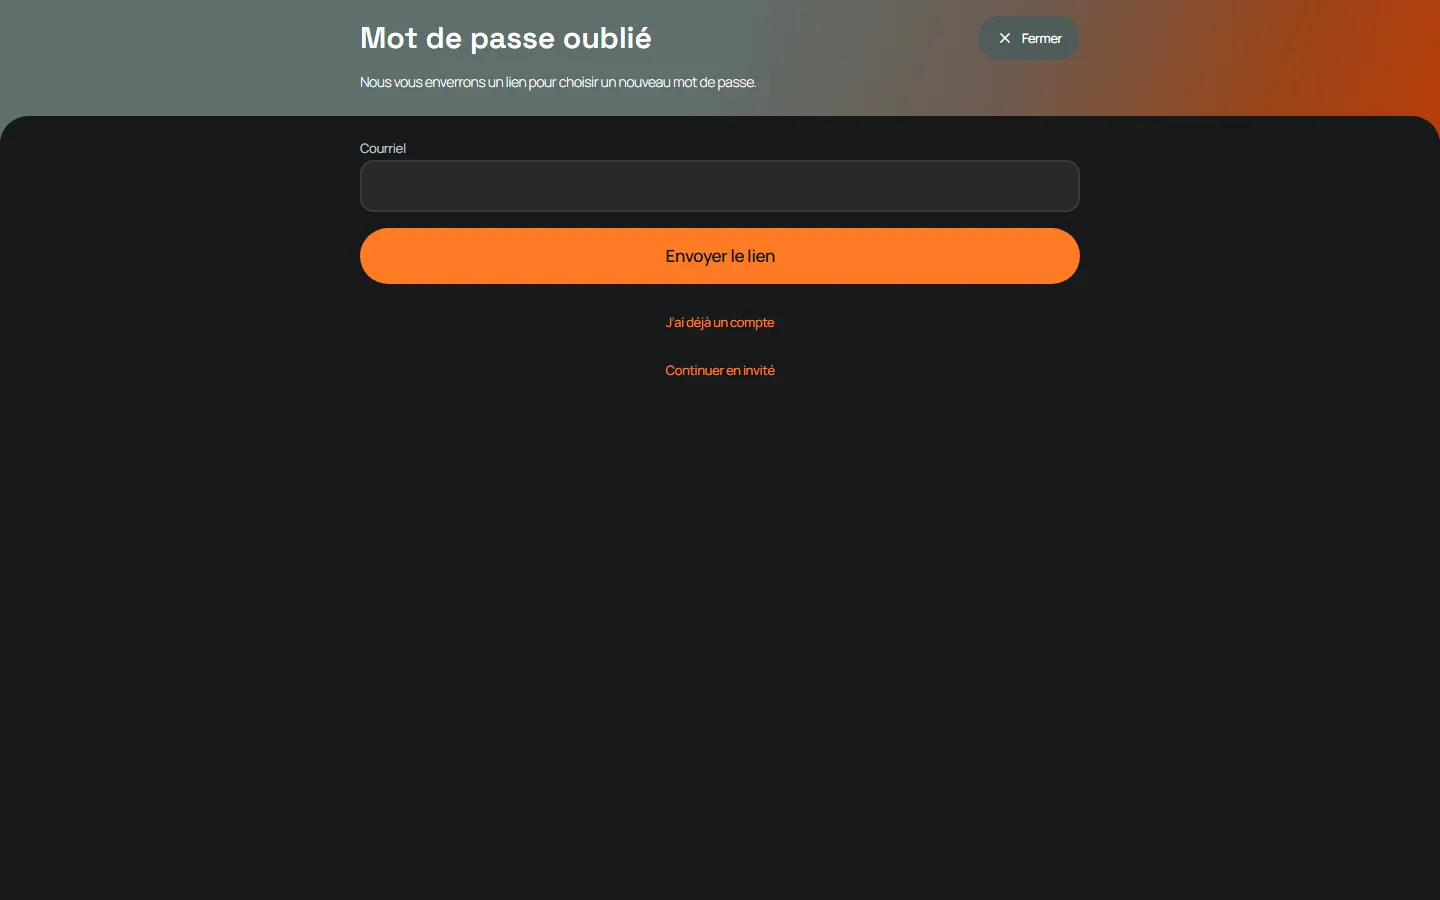 Mot de passe oublié
Fermer
Nous vous enverrons un lien pour choisir un nouveau mot de passe.
Courriel
Envoyer le lien
J'ai déjà un compte
Continuer en invité